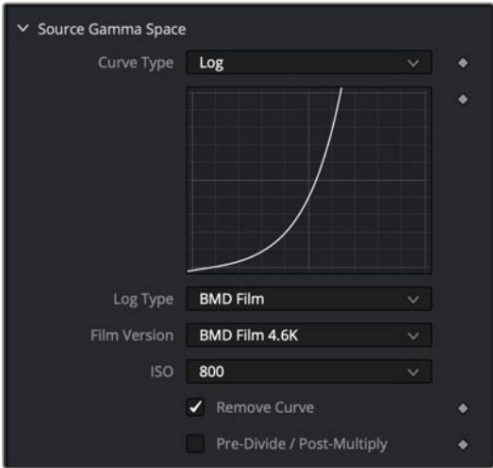 Source Gamma Space
Curve Type Log
Log Type BMD Film
Film Version BMD Film 4.6K
ISO 800
Remove Curve
Pre-Divide / Post-Multiply